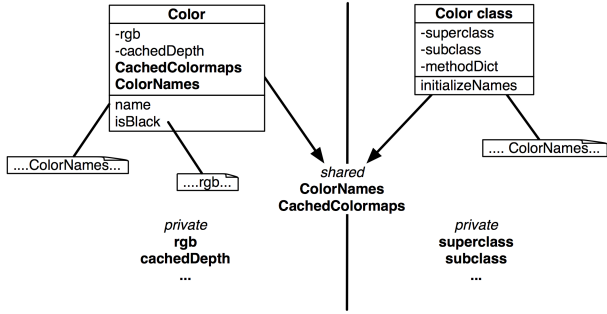 Color
-rgb
-cachedDepth
CachedColormaps
ColorNames
name
isBlack
....ColorNames...
....rgb...
private
rgb
cachedDepth
...
shared
ColorNames
CachedColormaps
Color class
-superclass
-subclass
-methodDict
initializeNames
.... ColorNames...
private
superclass
subclass
...